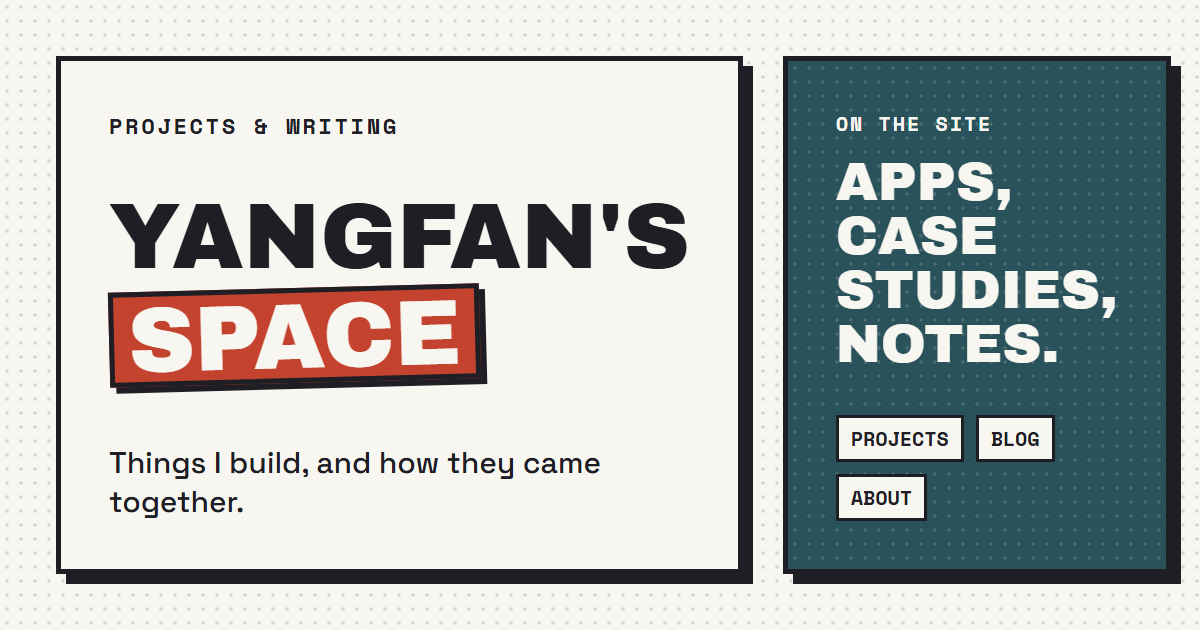 PROJECTS & WRITING
YANGFAN'S
SPACE
Things I build, and how they came
together.
ON THE SITE
APPS,
CASE
STUDIES,
NOTES.
PROJECTS
BLOG
ABOUT